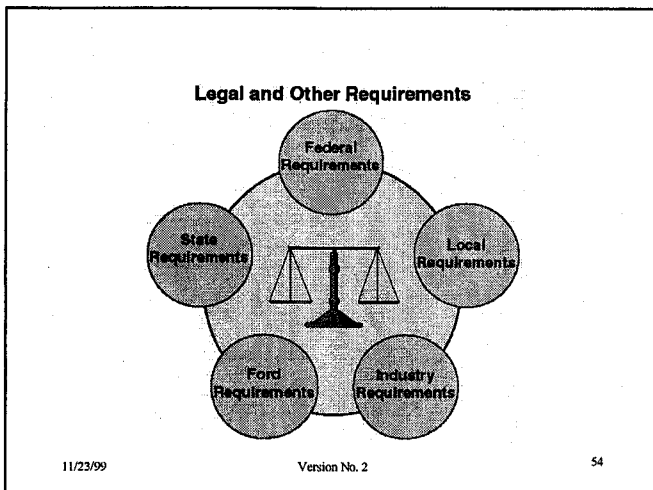 Legal and Other Requirements
Federal
Requirements
State
Requirements
Local
Requirements
Ford
Requirements
Industry
Requirements
11/23/99
Version No. 2
54